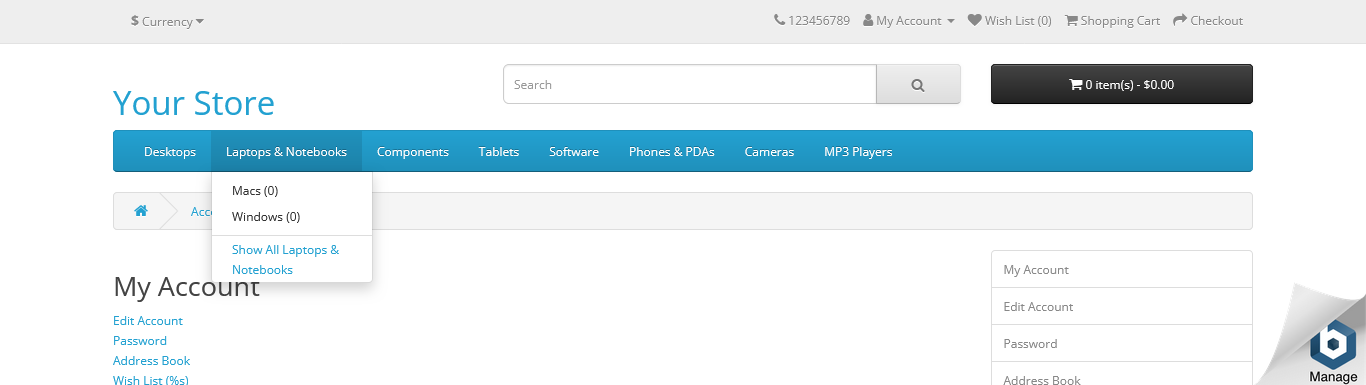 $ Currency
123456789 My Account Wish List (0) Shopping Cart Checkout
Your Store
Search
0 item(s) - $0.00
Desktops Laptops & Notebooks Components Tablets Software Phones & PDAs Cameras MP3 Players
Macs (0)
Windows (0)
Show All Laptops &
Notebooks
My Account
Edit Account
Password
Address Book
Wish List (%s)
My Account
Edit Account
Password
Address Book
Manage